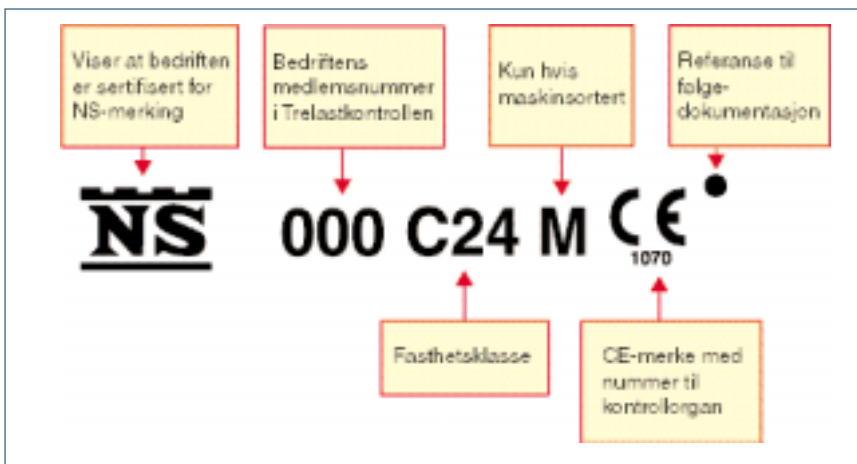 Viser at bedriften
er sertifisert for
NS-merking
Bedriftens
medlemsnummer
i Trelastkontrollen
Kun hvis
maskinsortert
Referanse til
følge-
dokumentasjon
NS 000 C24 M CE
1070
Fasthetsklasse
CE-merke med
nummer til
kontrollorgan